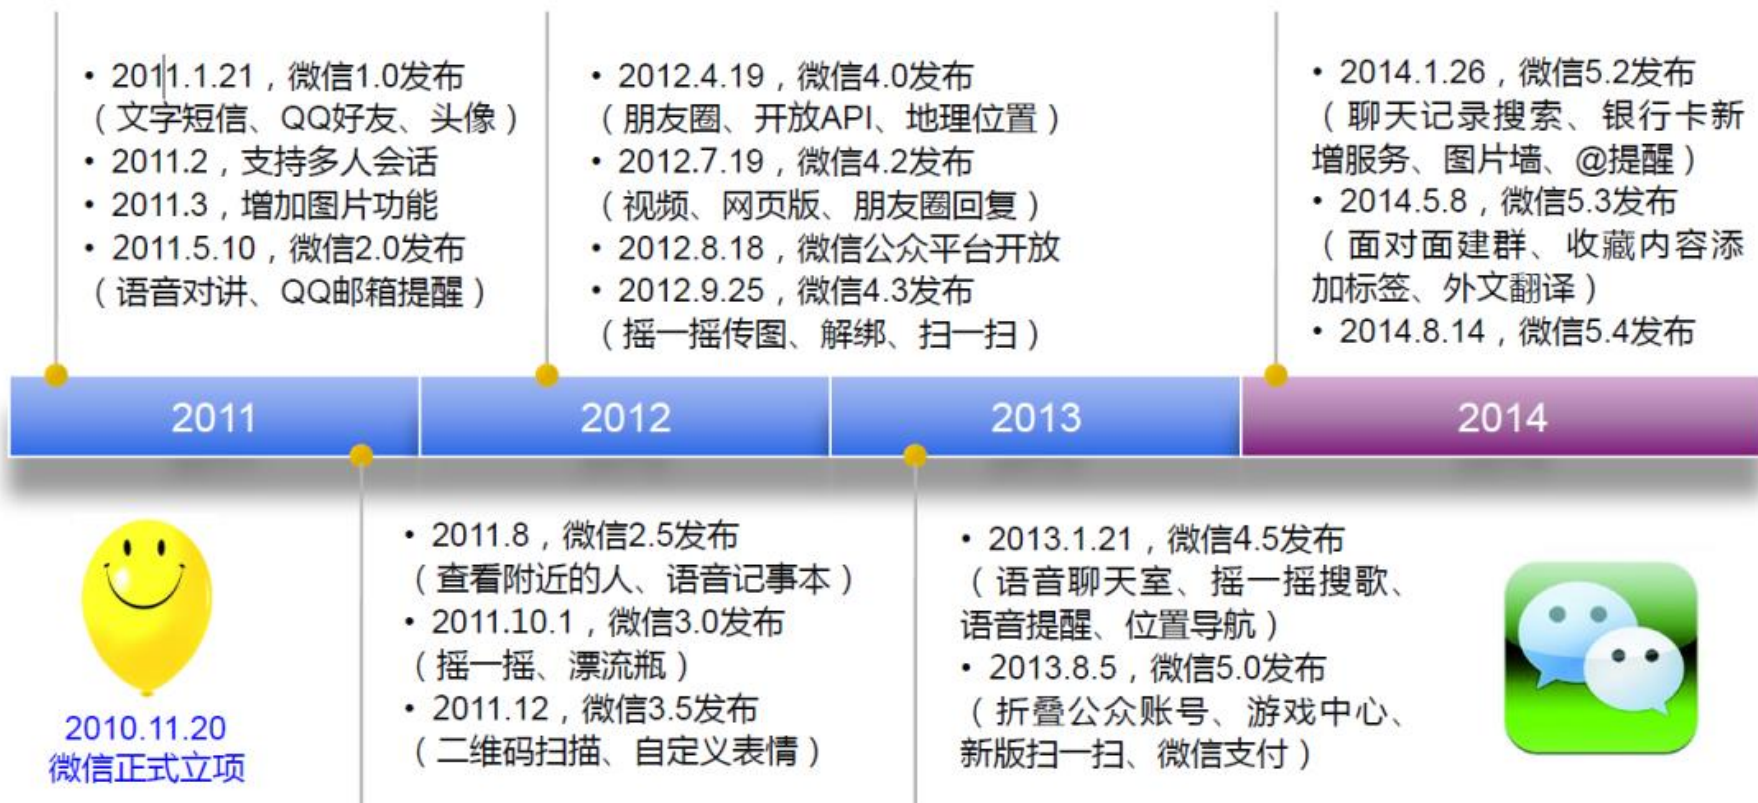 • 2011.1.21，微信1.0发布
（文字短信、QQ好友、头像）
• 2011.2，支持多人会话
• 2011.3，增加图片功能
• 2011.5.10，微信2.0发布
（语音对讲、QQ邮箱提醒）
• 2012.4.19，微信4.0发布
（朋友圈、开放API、地理位置）
• 2012.7.19，微信4.2发布
（视频、网页版、朋友圈回复）
• 2012.8.18，微信公众平台开放
• 2012.9.25，微信4.3发布
（摇一摇传图、解绑、扫一扫）
• 2014.1.26，微信5.2发布
（聊天记录搜索、银行卡新
增服务、图片墙、@提醒）
• 2014.5.8，微信5.3发布
（面对面建群、收藏内容添
加标签、外文翻译）
• 2014.8.14，微信5.4发布
2011
2012
2013
2014
2010.11.20
微信正式立项
• 2011.8，微信2.5发布
（查看附近的人、语音记事本）
• 2011.10.1，微信3.0发布
（摇一摇、漂流瓶）
• 2011.12，微信3.5发布
（二维码扫描、自定义表情）
• 2013.1.21，微信4.5发布
（语音聊天室、摇一摇搜歌、
语音提醒、位置导航）
• 2013.8.5，微信5.0发布
（折叠公众账号、游戏中心、
新版扫一扫、微信支付）